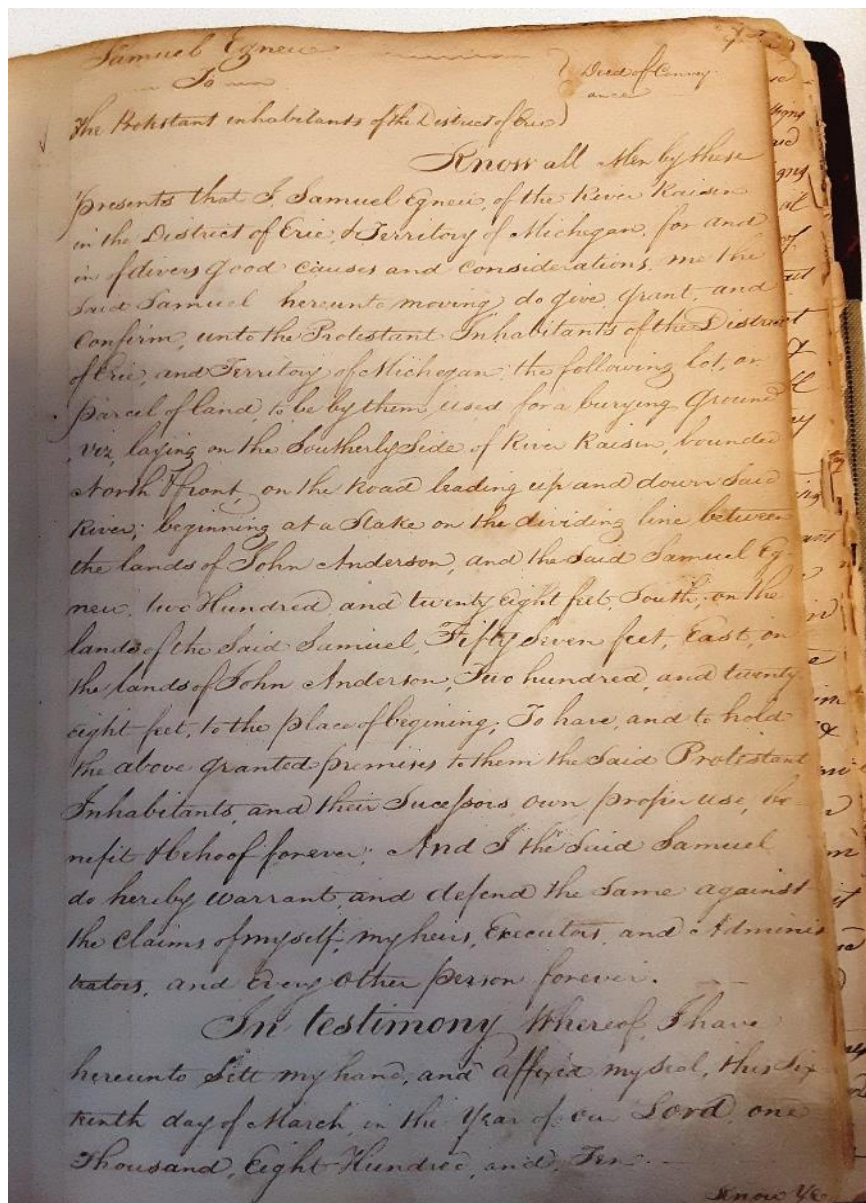 Samuel Egnew
To
Deed of Convey-
ance
The Protestant inhabitants of the District of Erie
Know all Men by these
presents that I, Samuel Egnew, of the River Raisin
in the District of Erie, & Territory of Michegan, for and
in of divers good causes and considerations, me the
Said Samuel hereunto moving, do give, grant, and
Confirm, unto the Protestant Inhabitants of the District
of Erie, and Territory of Michegan, the following lot, or
parcel of land, to be by them, used for a burying Ground
viz, laying on the Southerly Side of River Raisin, bounded
North & front, on the Road leading up and down Said
River; beginning at a Stake on the dividing line between
the lands of John Anderson, and the Said Samuel Eg-
new, two Hundred, and twenty eight feet, South; on the
lands of the Said Samuel, Fifty Seven feet, East, on
the lands of John Anderson, Two hundred, and twenty
eight feet, to the place of begining; To have, and to hold
the above granted premises to them the Said Protestant
Inhabitants, and their Sucessors, own proper use, be-
nefit & behoof forever; And I the Said Samuel
do hereby warrant, and defend the Same against
the Claims of myself, my heirs, Executors, and Adminis
trators, and Every other person forever.
In testimony Whereof, I have
hereunto Sett my hand, and affixed my seal, this Six
teenth day of March, in the Year of our Lord, one
Thousand, Eight Hundred, and, Ten.
Know Ye